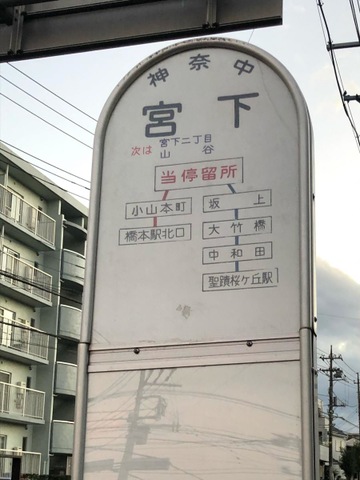 神奈中
宮下
次は 宮下二丁目
山谷
当停留所
小山本町
橋本駅北口
坂上
大竹橋
中和田
聖蹟桜ケ丘駅